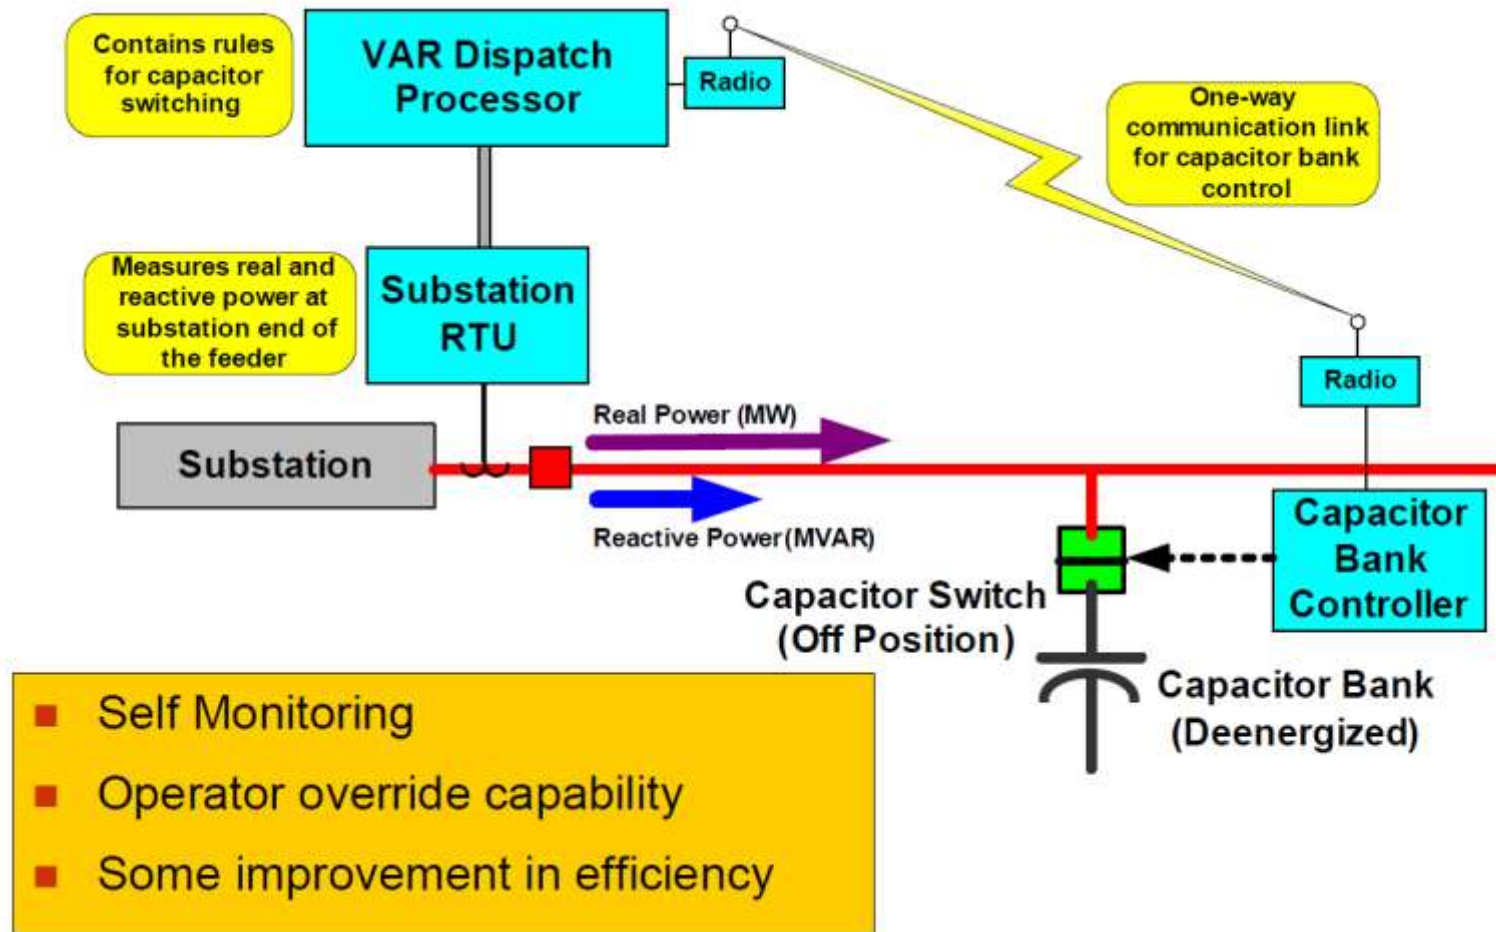 Contains rules
for capacitor
switching
VAR Dispatch
Processor
Radio
One-way
communication link
for capacitor bank
control
Measures real and
reactive power at
substation end of
the feeder
Substation
RTU
Radio
Real Power (MW)
Substation
Reactive Power (MVAR)
Capacitor
Bank
Controller
Capacitor Switch
(Off Position)
Capacitor Bank
(Deenergized)
Self Monitoring
Operator override capability
Some improvement in efficiency